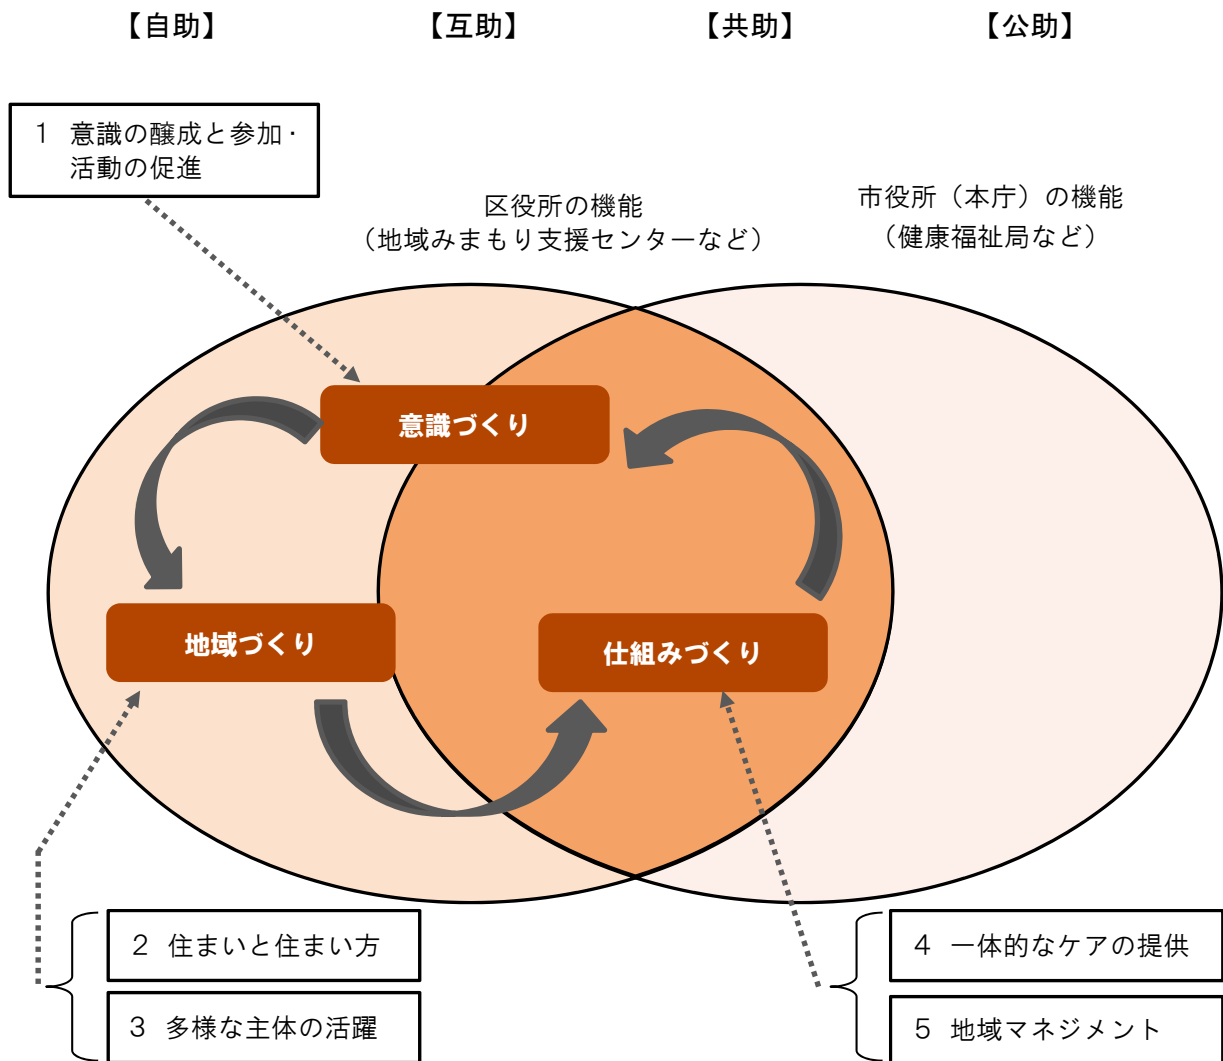 【自助】 【互助】 【共助】 【公助】
1 意識の醸成と参加・
活動の促進
区役所の機能
（地域みまもり支援センターなど）
市役所（本庁）の機能
（健康福祉局など）
意識づくり
地域づくり
仕組みづくり
2 住まいと住まい方
3 多様な主体の活躍
4 一体的なケアの提供
5 地域マネジメント